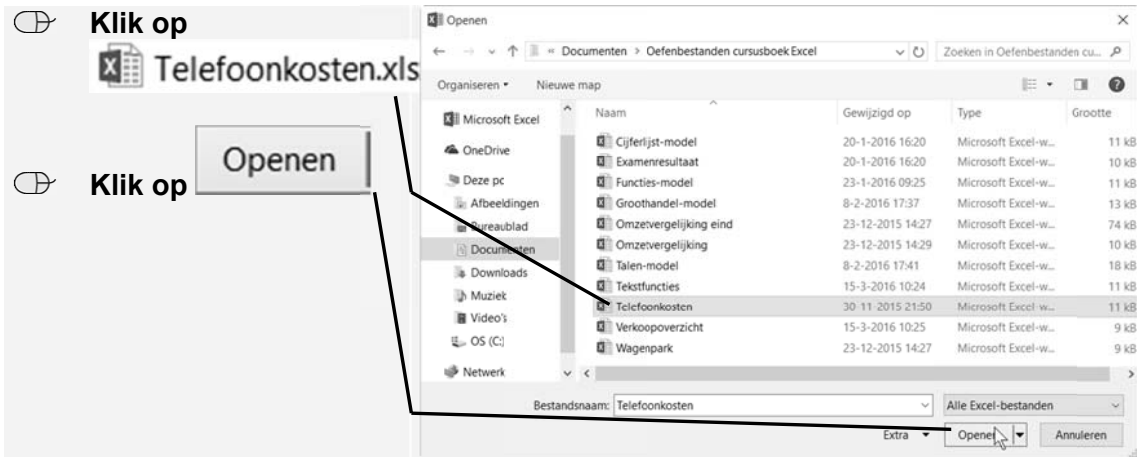 Klik op
Telefoonkosten.xls
Openen
Klik op
Openen
« Documenten > Oefenbestanden cursusboek Excel
Zoeken in Oefenbestanden cu...
Organiseren
Nieuwe map
Microsoft Excel
OneDrive
Deze pc
Afbeeldingen
Bureaublad
Documenten
Downloads
Muziek
Video's
OS (C:)
Netwerk
Naam Gewijzigd op Type Grootte
Cijferlijst-model 20-1-2016 16:20 Microsoft Excel-w... 11 kB
Examenresultaat 20-1-2016 16:20 Microsoft Excel-w... 10 kB
Functies-model 23-1-2016 09:25 Microsoft Excel-w... 11 kB
Groothandel-model 8-2-2016 17:37 Microsoft Excel-w... 13 kB
Omzetvergelijking eind 23-12-2015 14:27 Microsoft Excel-w... 74 kB
Omzetvergelijking 23-12-2015 14:29 Microsoft Excel-w... 10 kB
Talen-model 8-2-2016 17:41 Microsoft Excel-w... 18 kB
Tekstfuncties 15-3-2016 10:24 Microsoft Excel-w... 11 kB
Telefoonkosten 30-11-2015 21:50 Microsoft Excel-w... 11 kB
Verkoopoverzicht 15-3-2016 10:25 Microsoft Excel-w... 9 kB
Wagenpark 23-12-2015 14:27 Microsoft Excel-w... 9 kB
Bestandsnaam: Telefoonkosten
Alle Excel-bestanden
Extra
Openen
Annuleren